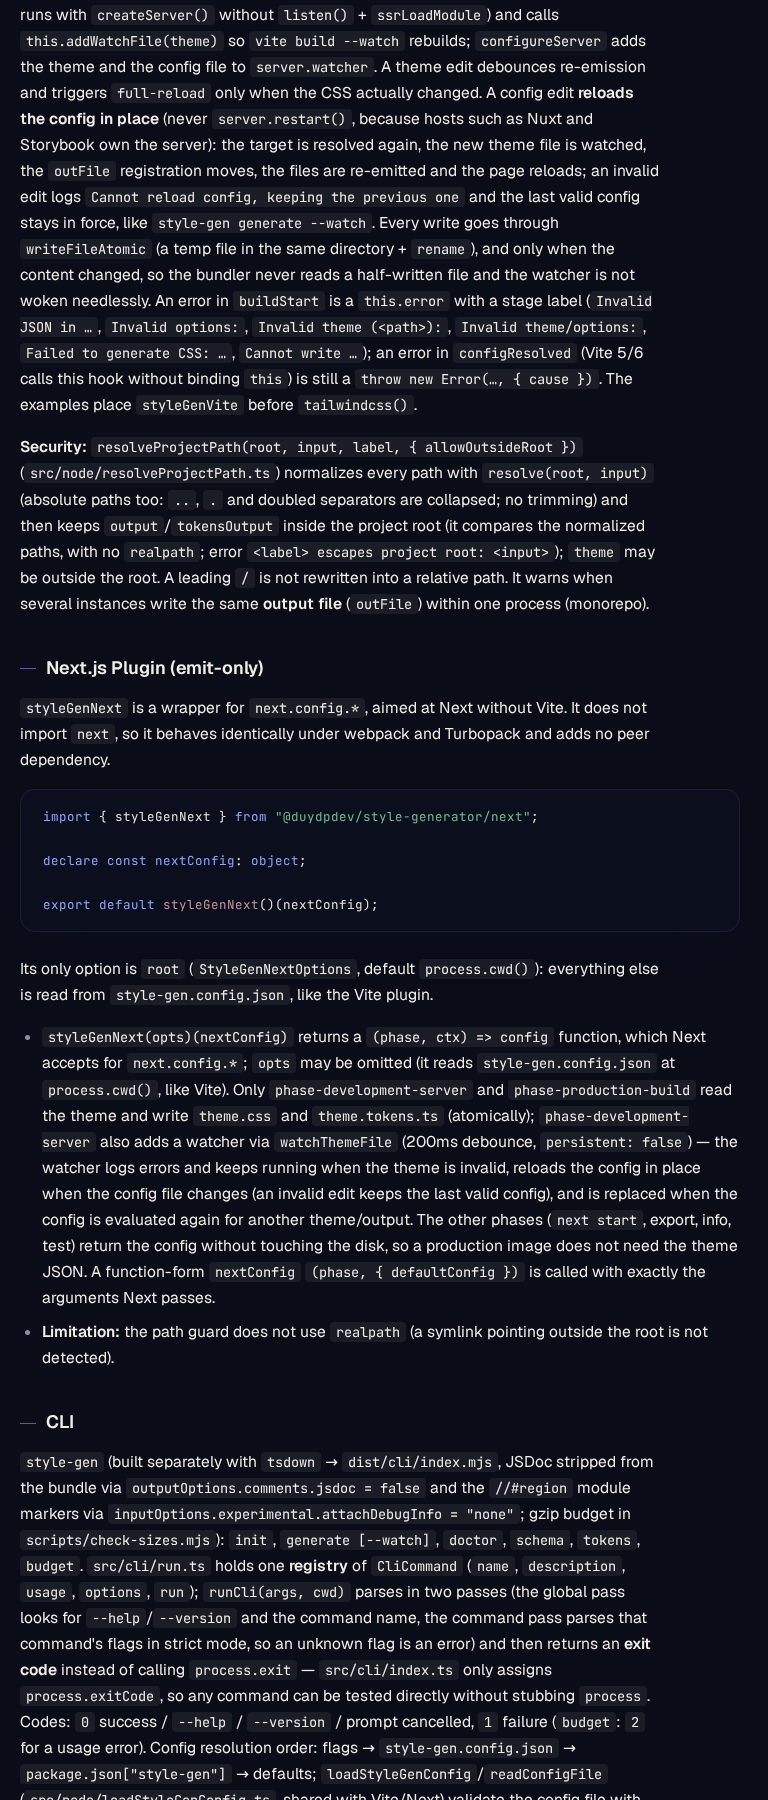 runs with createServer() without listen() + ssrLoadModule) and calls
this.addWatchFile(theme) so vite build --watch rebuilds; configureServer adds
the theme and the config file to server.watcher. A theme edit debounces re-emission
and triggers full-reload only when the CSS actually changed. A config edit reloads
the config in place (never server.restart(), because hosts such as Nuxt and
Storybook own the server): the target is resolved again, the new theme file is watched,
the outFile registration moves, the files are re-emitted and the page reloads; an invalid
edit logs Cannot reload config, keeping the previous one and the last valid config
stays in force, like style-gen generate --watch. Every write goes through
writeFileAtomic (a temp file in the same directory + rename), and only when the
content changed, so the bundler never reads a half-written file and the watcher is not
woken needlessly. An error in buildStart is a this.error with a stage label (Invalid
JSON in …, Invalid options:, Invalid theme (<path>):, Invalid theme/options:,
Failed to generate CSS: …, Cannot write …); an error in configResolved (Vite 5/6
calls this hook without binding this) is still a throw new Error(…, { cause }). The
examples place styleGenVite before tailwindcss().
Security: resolveProjectPath(root, input, label, { allowOutsideRoot })
(src/node/resolveProjectPath.ts) normalizes every path with resolve(root, input)
(absolute paths too: .., . and doubled separators are collapsed; no trimming) and
then keeps output/tokensOutput inside the project root (it compares the normalized
paths, with no realpath; error <label> escapes project root: <input>); theme may
be outside the root. A leading / is not rewritten into a relative path. It warns when
several instances write the same output file (outFile) within one process (monorepo).
— Next.js Plugin (emit-only)
styleGenNext is a wrapper for next.config.*, aimed at Next without Vite. It does not
import next, so it behaves identically under webpack and Turbopack and adds no peer
dependency.
import { styleGenNext } from "@duydpdev/style-generator/next";
declare const nextConfig: object;
export default styleGenNext()(nextConfig);
Its only option is root (StyleGenNextOptions, default process.cwd()): everything else
is read from style-gen.config.json, like the Vite plugin.
• styleGenNext(opts)(nextConfig) returns a (phase, ctx) => config function, which Next
accepts for next.config.*; opts may be omitted (it reads style-gen.config.json at
process.cwd(), like Vite). Only phase-development-server and phase-production-build read
the theme and write theme.css and theme.tokens.ts (atomically); phase-development-
server also adds a watcher via watchThemeFile (200ms debounce, persistent: false) — the
watcher logs errors and keeps running when the theme is invalid, reloads the config in place
when the config file changes (an invalid edit keeps the last valid config), and is replaced when the
config is evaluated again for another theme/output. The other phases (next start, export, info,
test) return the config without touching the disk, so a production image does not need the theme
JSON. A function-form nextConfig (phase, { defaultConfig }) is called with exactly the
arguments Next passes.
• Limitation: the path guard does not use realpath (a symlink pointing outside the root is not
detected).
— CLI
style-gen (built separately with tsdown → dist/cli/index.mjs, JSDoc stripped from
the bundle via outputOptions.comments.jsdoc = false and the //#region module
markers via inputOptions.experimental.attachDebugInfo = "none"; gzip budget in
scripts/check-sizes.mjs): init, generate [--watch], doctor, schema, tokens,
budget. src/cli/run.ts holds one registry of CliCommand (name, description,
usage, options, run); runCli(args, cwd) parses in two passes (the global pass
looks for --help/--version and the command name, the command pass parses that
command's flags in strict mode, so an unknown flag is an error) and then returns an exit
code instead of calling process.exit — src/cli/index.ts only assigns
process.exitCode, so any command can be tested directly without stubbing process.
Codes: 0 success / --help / --version / prompt cancelled, 1 failure (budget: 2
for a usage error). Config resolution order: flags → style-gen.config.json →
package.json["style-gen"] → defaults; loadStyleGenConfig/readConfigFile
(src/node/loadStyleGenConfig.ts, shared with Vite/Next) validate the config file with